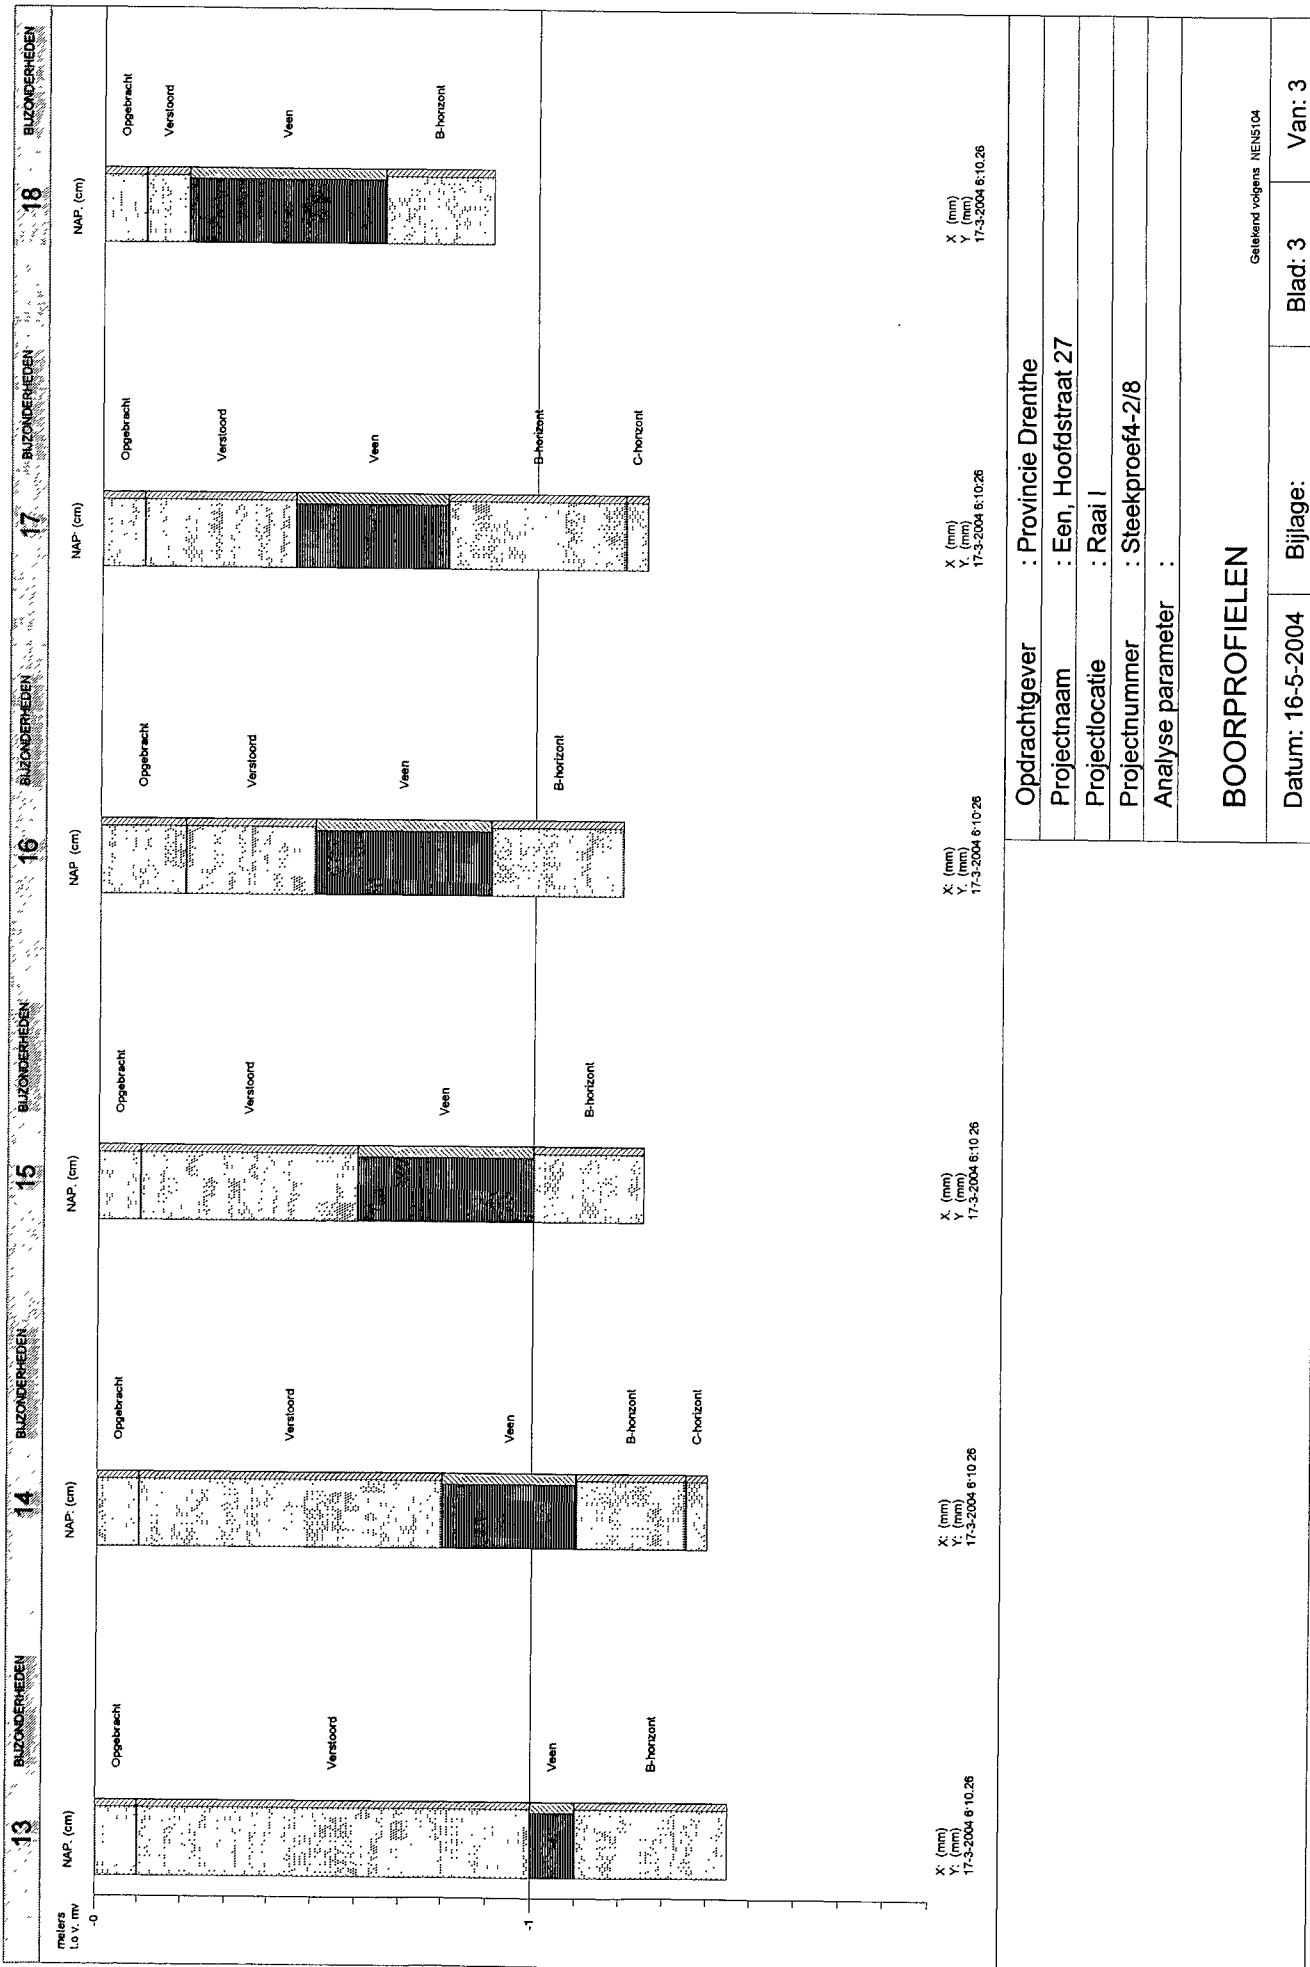 13 BIJZONDERHEDEN 14 BIJZONDERHEDEN 15 BIJZONDERHEDEN 16 BIJZONDERHEDEN 17 BIJZONDERHEDEN 18 BIJZONDERHEDEN
meters
t.o v. mv
-0
-1
NAP. (cm)
Opgebracht
Verstoord
Veen
B-horizont
X: (mm)
Y: (mm)
17-3-2004 6:10.26
NAP: (cm)
Opgebracht
Verstoord
Veen
B-horizont
C-horizont
X: (mm)
Y: (mm)
17-3-2004 6:10 26
NAP. (cm)
Opgebracht
Verstoord
Veen
B-horizont
X. (mm)
Y (mm)
17-3-2004 6:10 26
NAP (cm)
Opgebracht
Verstoord
Veen
B-horizont
X: (mm)
Y. (mm)
17-3-2004 6:10:26
NAP: (cm)
Opgebracht
Verstoord
Veen
B-horizont
C-horizont
X (mm)
Y. (mm)
17-3-2004 6:10:26
NAP. (cm)
Opgebracht
Verstoord
Veen
B-horizont
X (mm)
Y (mm)
17-3-2004 6:10.26
Opdrachtgever : Provincie Drenthe
Projectnaam : Een, Hoofdstraat 27
Projectlocatie : Raai I
Projectnummer : Steekproef4-2/8
Analyse parameter :
BOORPROFIELEN
Getekend volgens NEN5104
Datum: 16-5-2004 Bijlage: Blad: 3 Van: 3